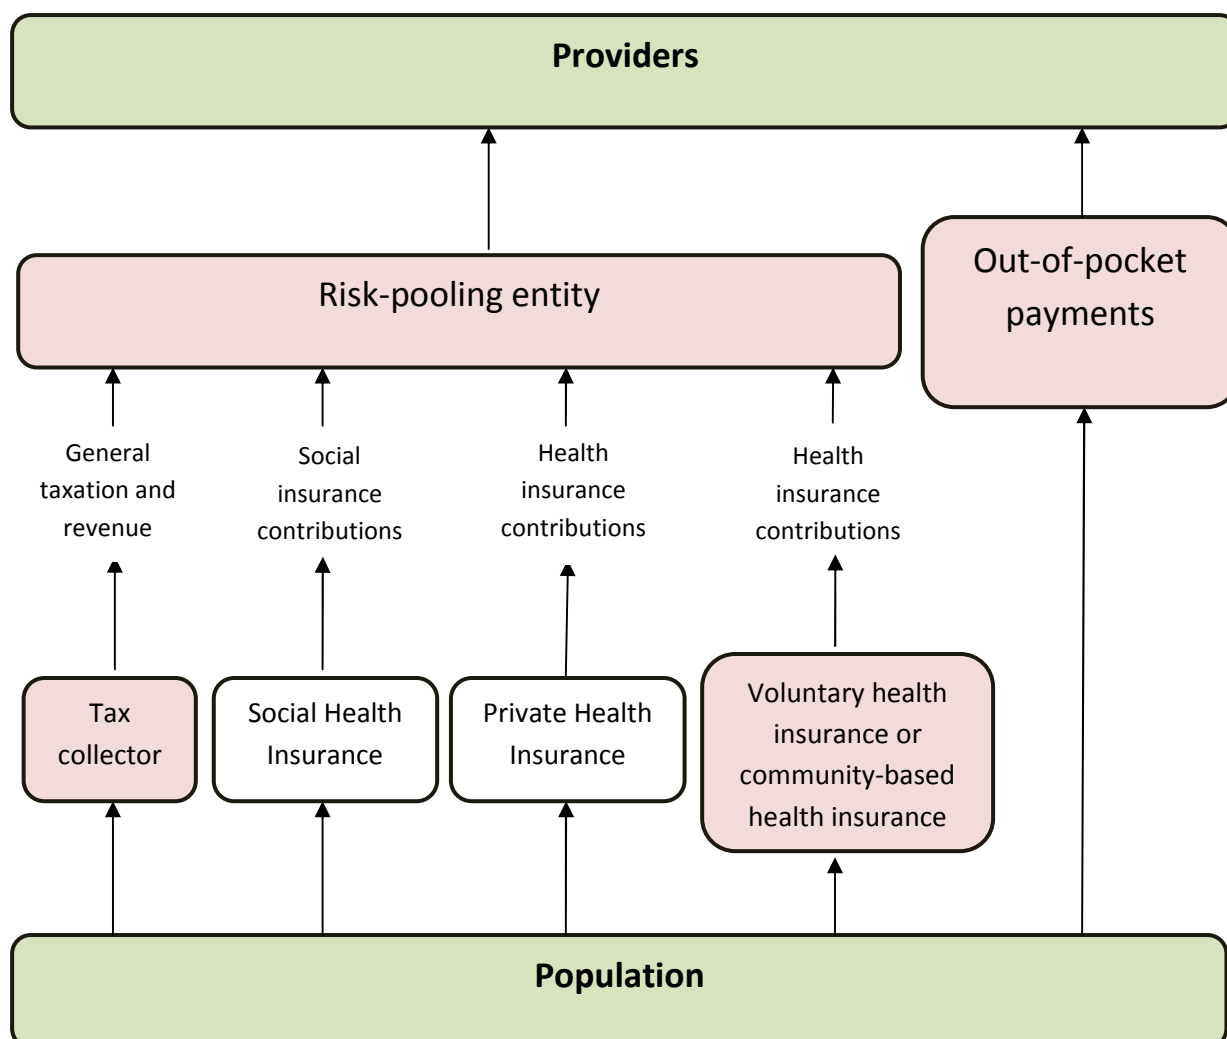 Providers
Risk-pooling entity
Out-of-pocket
payments
General
taxation and
revenue
Social
insurance
contributions
Health
insurance
contributions
Health
insurance
contributions
Tax
collector
Social Health
Insurance
Private Health
Insurance
Voluntary health
insurance or
community-based
health insurance
Population